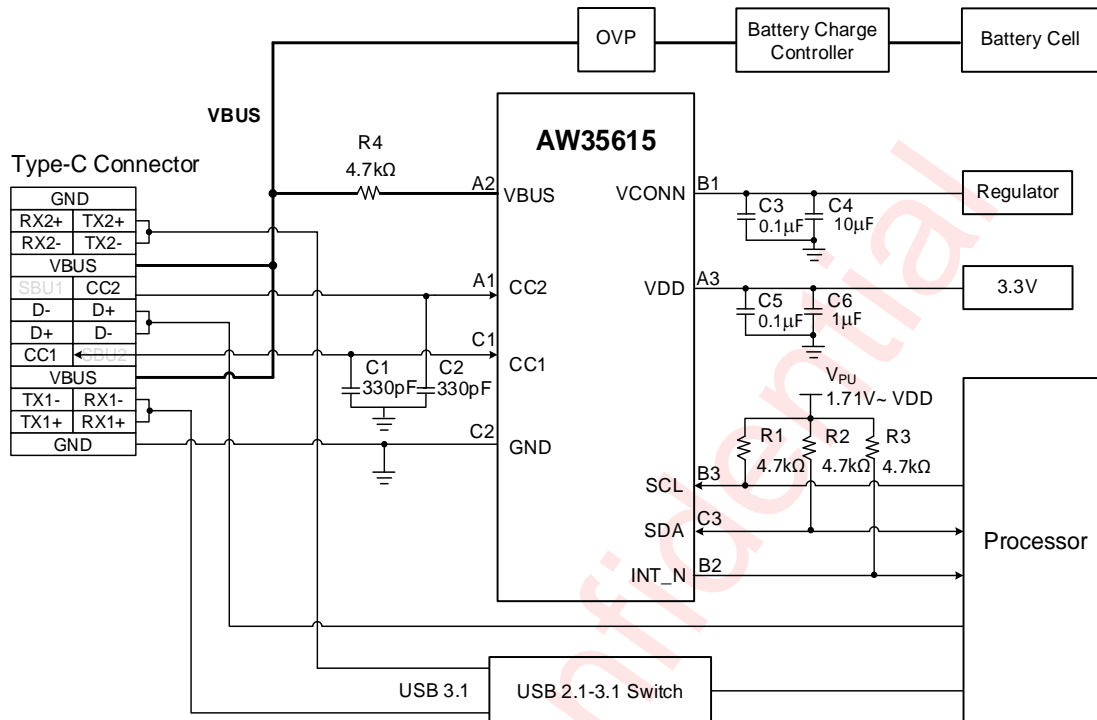 OVP
Battery Charge
Controller
Battery Cell
VBUS
AW35615
R4
4.7kΩ
Type-C Connector
A2
VBUS
VCONN
B1
Regulator
GND
RX2+ TX2+
RX2- TX2-
VBUS
SBU1 CC2
D- D+
D+ D-
CC1 SBU2
VBUS
TX1- RX1-
TX1+ RX1+
GND
C3
0.1μF
C4
10μF
A1
CC2
VDD
A3
3.3V
C5
0.1μF
C6
1μF
C1
CC1
C1
330pF
C2
330pF
VPU
1.71V~ VDD
C2
GND
R1
4.7kΩ
R2
4.7kΩ
R3
4.7kΩ
SCL
B3
SDA
C3
INT_N
B2
Processor
USB 3.1
USB 2.1-3.1 Switch
nfidential